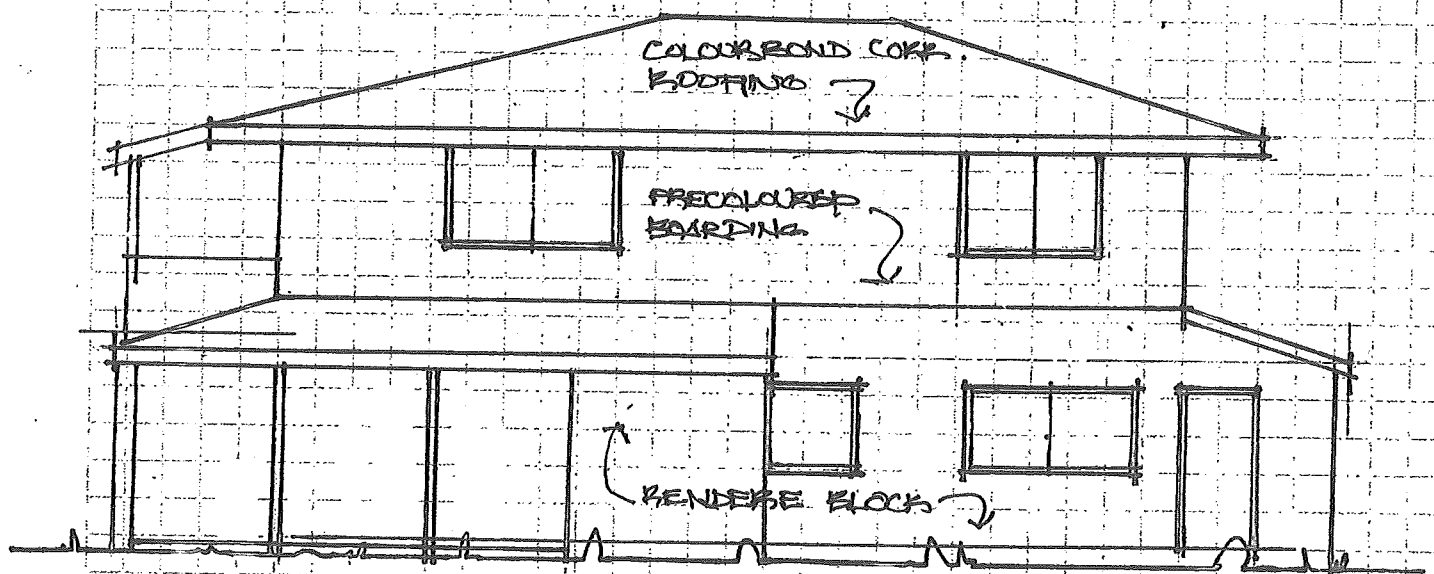 COLOURBOND CORR.
ROOFING
PRECOLOURED
BOARDING
RENDERE BLOCK